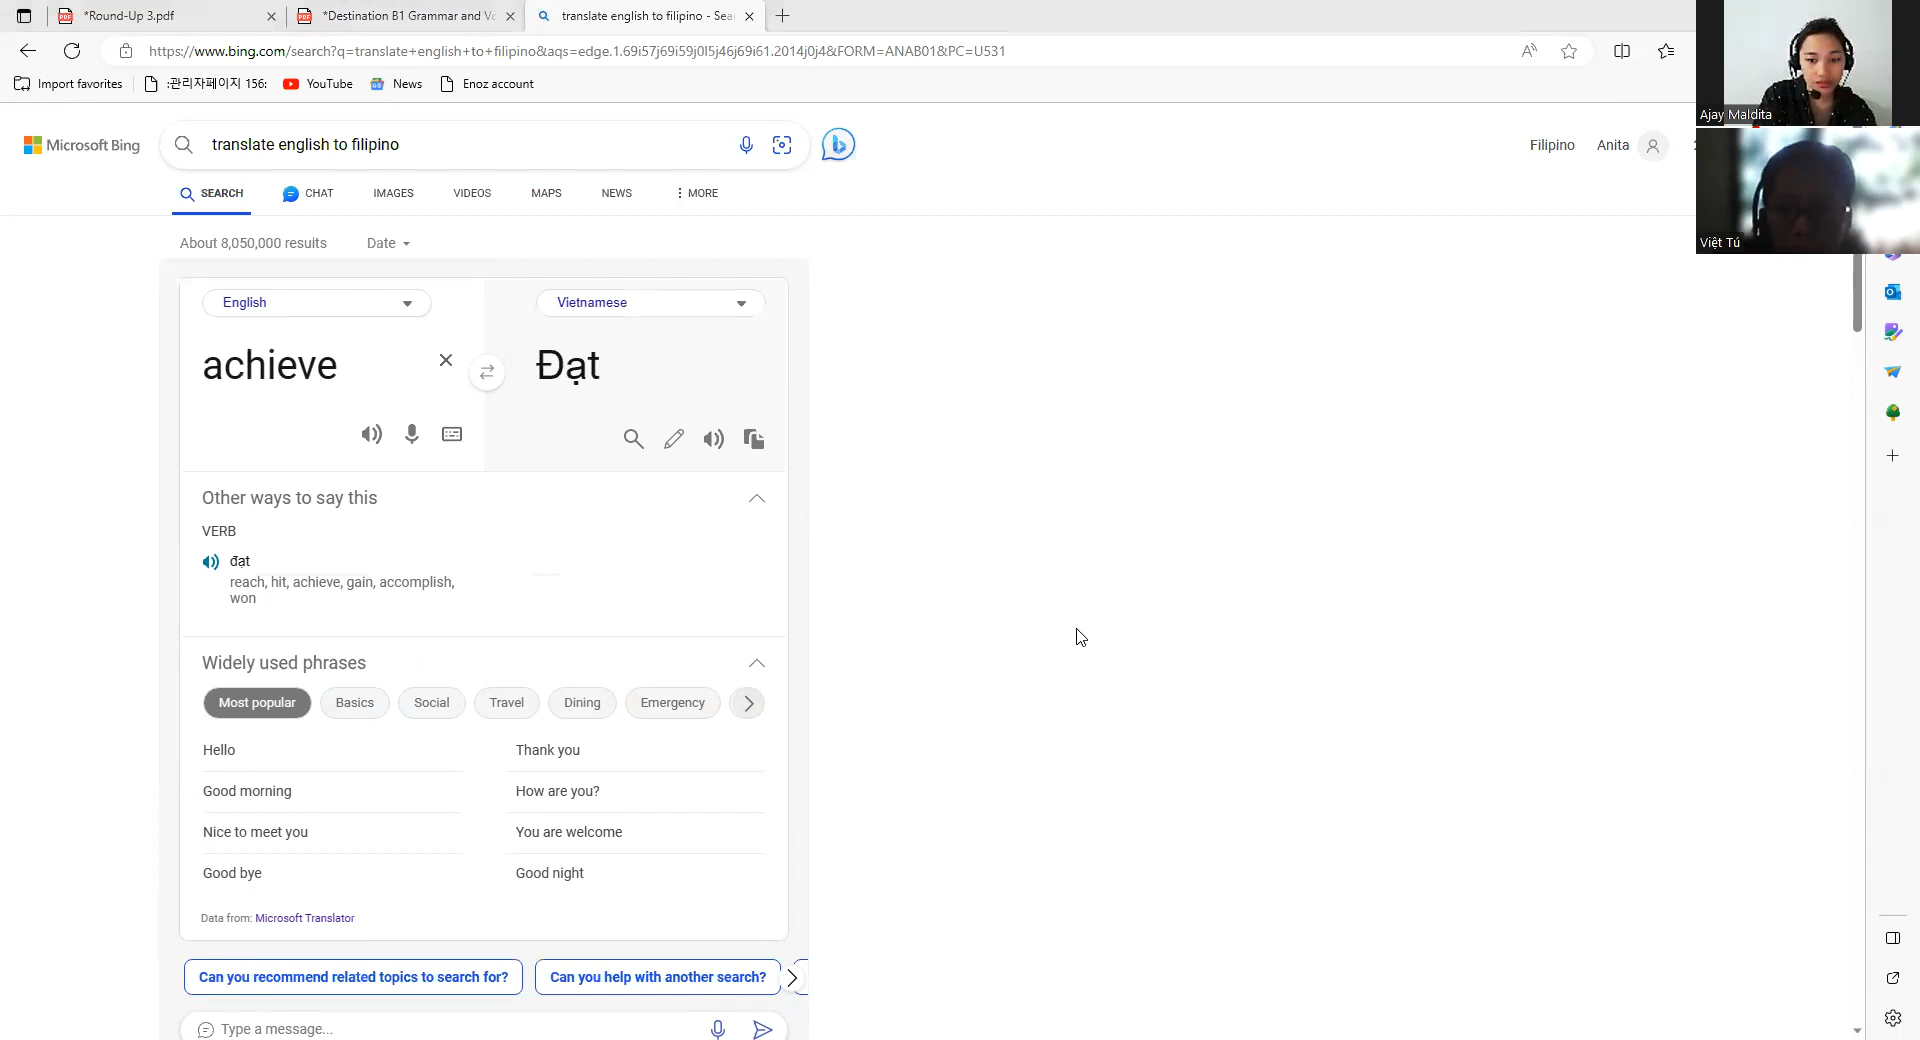 *Round-Up 3.pdf
*Destination B1 Grammar and Vo
translate english to filipino - Sea
https://www.bing.com/search?q=translate+english+to+filipino&aqs=edge.1.69i57j69i59j0l5j46j69i61.2014j0j4&FORM=ANAB01&PC=U531
Import favorites
:관리자페이지 156:
YouTube
News
Enoz account
Ajay Maldita
Microsoft Bing
translate english to filipino
Filipino
Anita
SEARCH
CHAT
IMAGES
VIDEOS
MAPS
NEWS
MORE
Việt Tú
About 8,050,000 results
Date
English
Vietnamese
achieve
Đạt
Other ways to say this
VERB
đạt
reach, hit, achieve, gain, accomplish,
won
Widely used phrases
Most popular
Basics
Social
Travel
Dining
Emergency
Hello
Thank you
Good morning
How are you?
Nice to meet you
You are welcome
Good bye
Good night
Data from: Microsoft Translator
Can you recommend related topics to search for?
Can you help with another search?
Type a message...